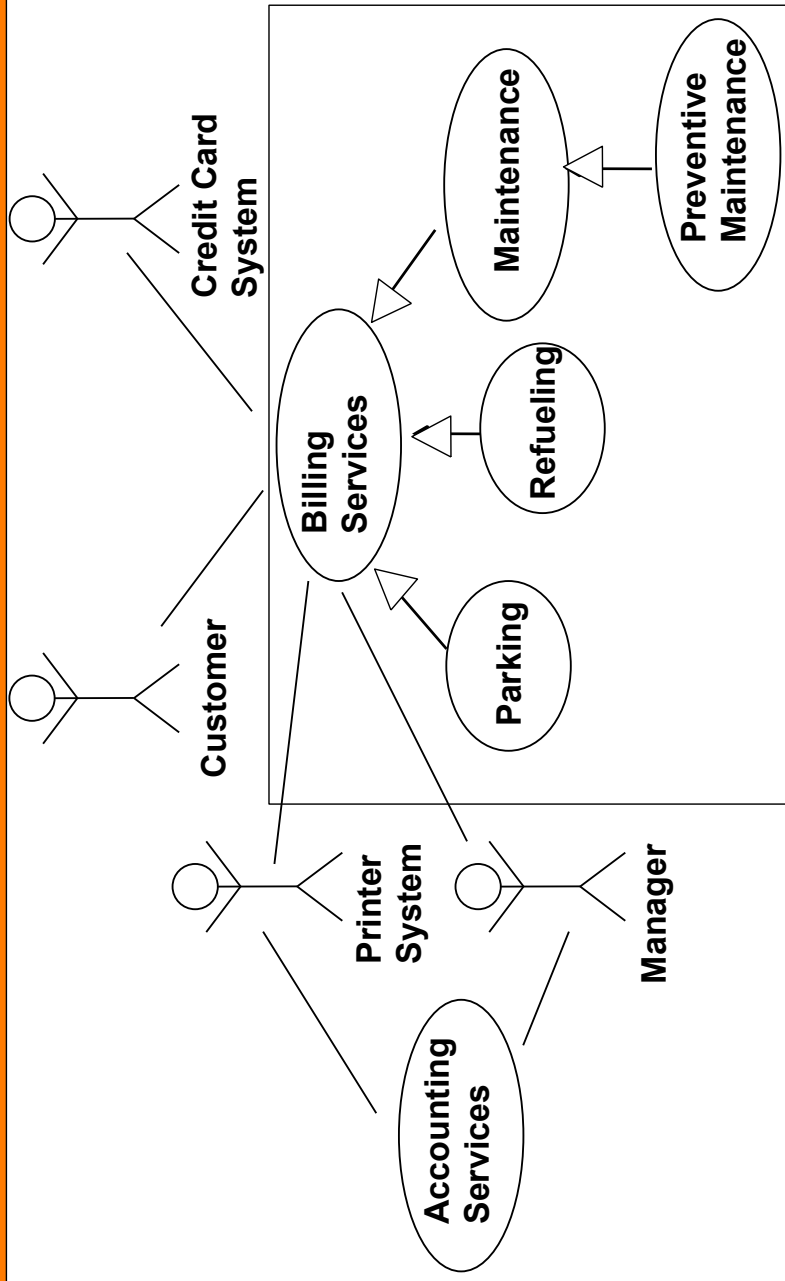 Credit Card
System
Customer
Printer
System
Manager
Accounting
Services
Billing
Services
Parking
Refueling
Maintenance
Preventive
Maintenance